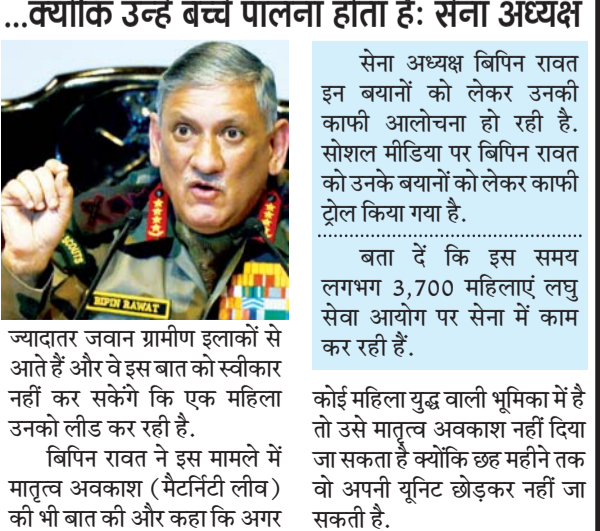 ...क्योंकि उन्हें बच्चे पालना होता है: सेना अध्यक्ष
SCOUTS
BIPIN RAWAT
ज्यादातर जवान ग्रामीण इलाकों से
आते हैं और वे इस बात को स्वीकार
नहीं कर सकेंगे कि एक महिला
उनको लीड कर रही है.
बिपिन रावत ने इस मामले में
मातृत्व अवकाश (मैटर्निटी लीव)
की भी बात की और कहा कि अगर
सेना अध्यक्ष बिपिन रावत
इन बयानों को लेकर उनकी
काफी आलोचना हो रही है.
सोशल मीडिया पर बिपिन रावत
को उनके बयानों को लेकर काफी
ट्रोल किया गया है.
बता दें कि इस समय
लगभग 3,700 महिलाएं लघु
सेवा आयोग पर सेना में काम
कर रही हैं.
कोई महिला युद्ध वाली भूमिका में है
तो उसे मातृत्व अवकाश नहीं दिया
जा सकता है क्योंकि छह महीने तक
वो अपनी यूनिट छोड़कर नहीं जा
सकती है.